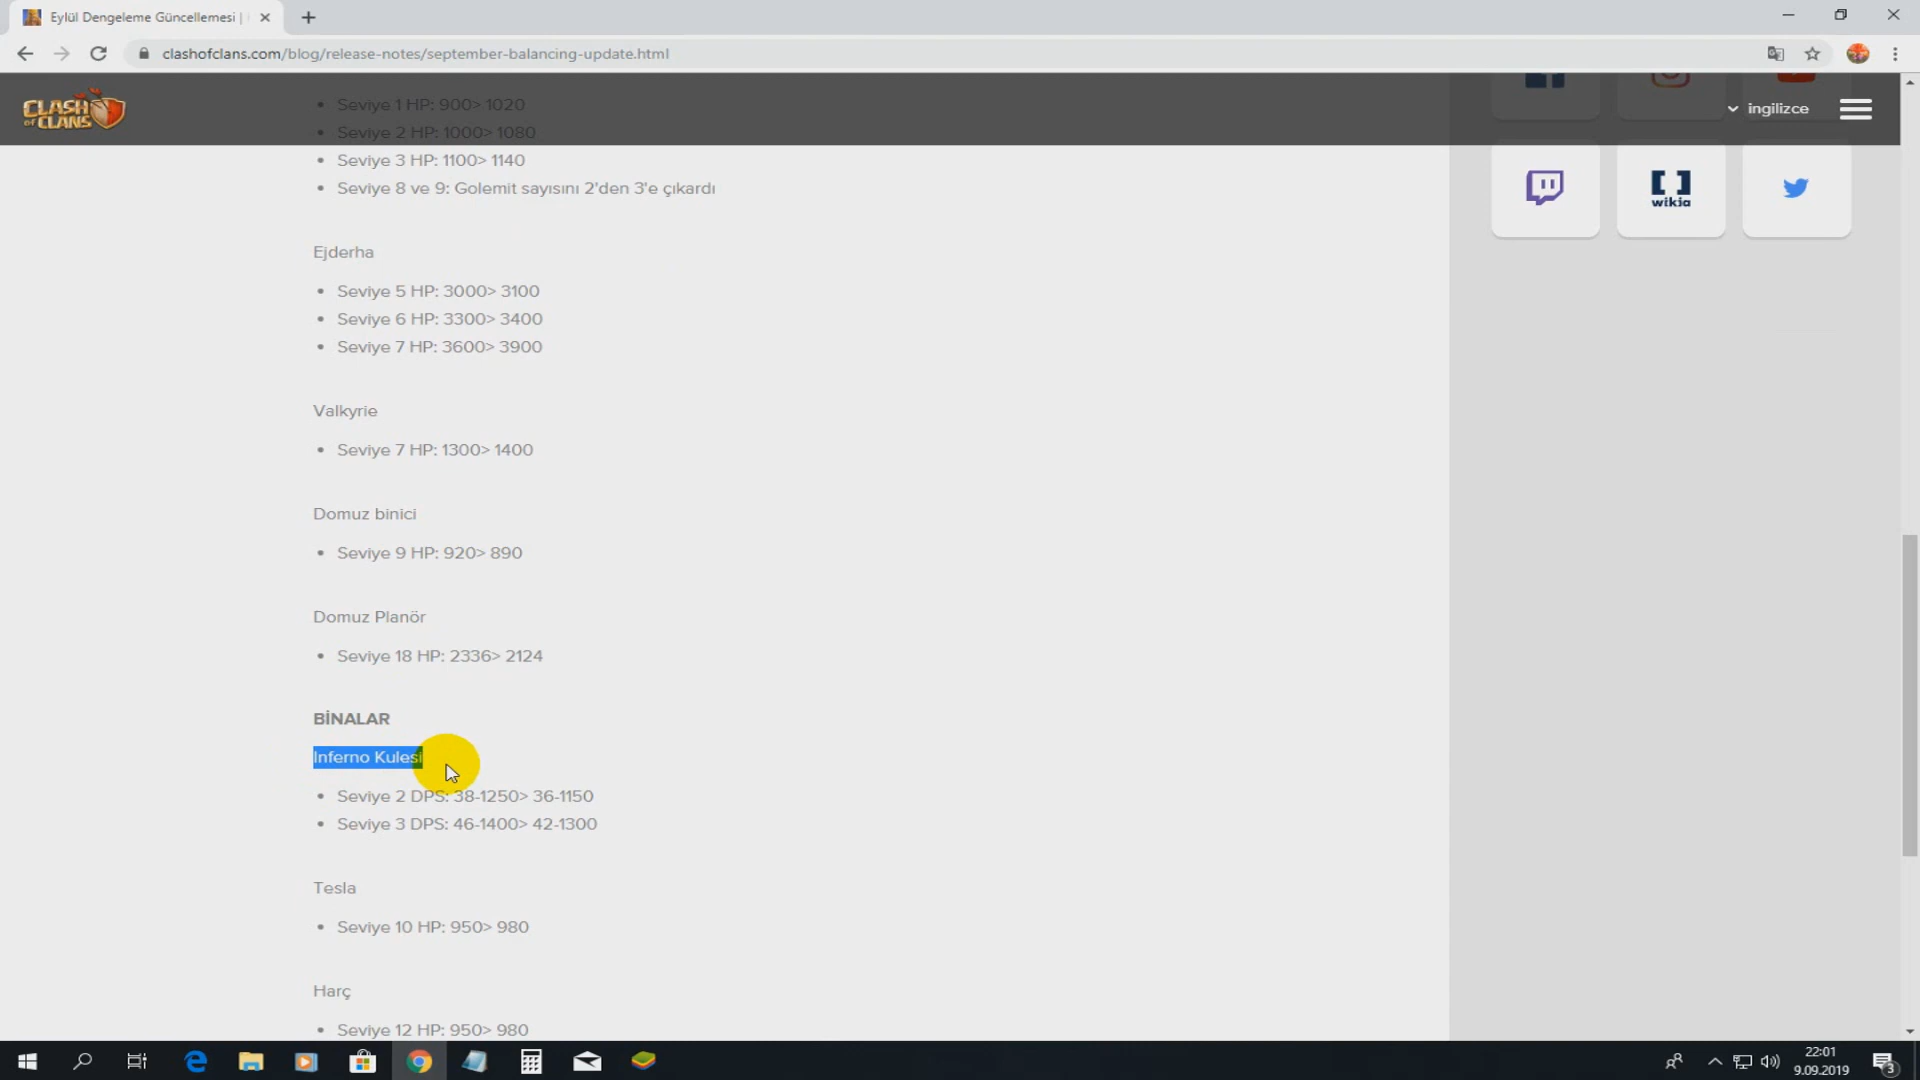 Eylül Dengeleme Güncellemesi |
clashofclans.com/blog/release-notes/september-balancing-update.html
CLASH OF CLANS
ingilizce
Seviye 1 HP: 900> 1020
Seviye 2 HP: 1000> 1080
Seviye 3 HP: 1100> 1140
Seviye 8 ve 9: Golemit sayısını 2'den 3'e çıkardı
wikia
Ejderha
Seviye 5 HP: 3000> 3100
Seviye 6 HP: 3300> 3400
Seviye 7 HP: 3600> 3900
Valkyrie
Seviye 7 HP: 1300> 1400
Domuz binici
Seviye 9 HP: 920> 890
Domuz Planör
Seviye 18 HP: 2336> 2124
BİNALAR
Inferno Kulesi
Seviye 2 DPS: 38-1250> 36-1150
Seviye 3 DPS: 46-1400> 42-1300
Tesla
Seviye 10 HP: 950> 980
Harç
Seviye 12 HP: 950> 980
22:01
9.09.2019
3